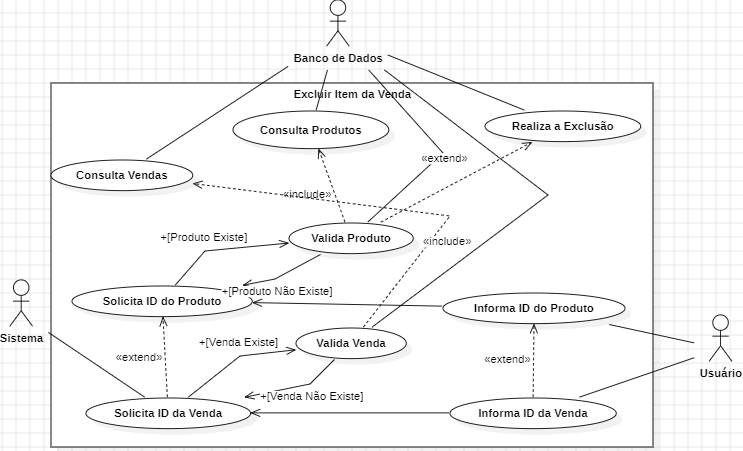 Banco de Dados
Excluir Item da Venda
Consulta Produtos
Realiza a Exclusão
Consulta Vendas
«extend»
«include»
Valida Produto
+[Produto Existe]
«include»
+[Produto Não Existe]
Solicita ID do Produto
Informa ID do Produto
Sistema
+[Venda Existe]
Valida Venda
«extend»
«extend»
Usuário
+[Venda Não Existe]
Solicita ID da Venda
Informa ID da Venda